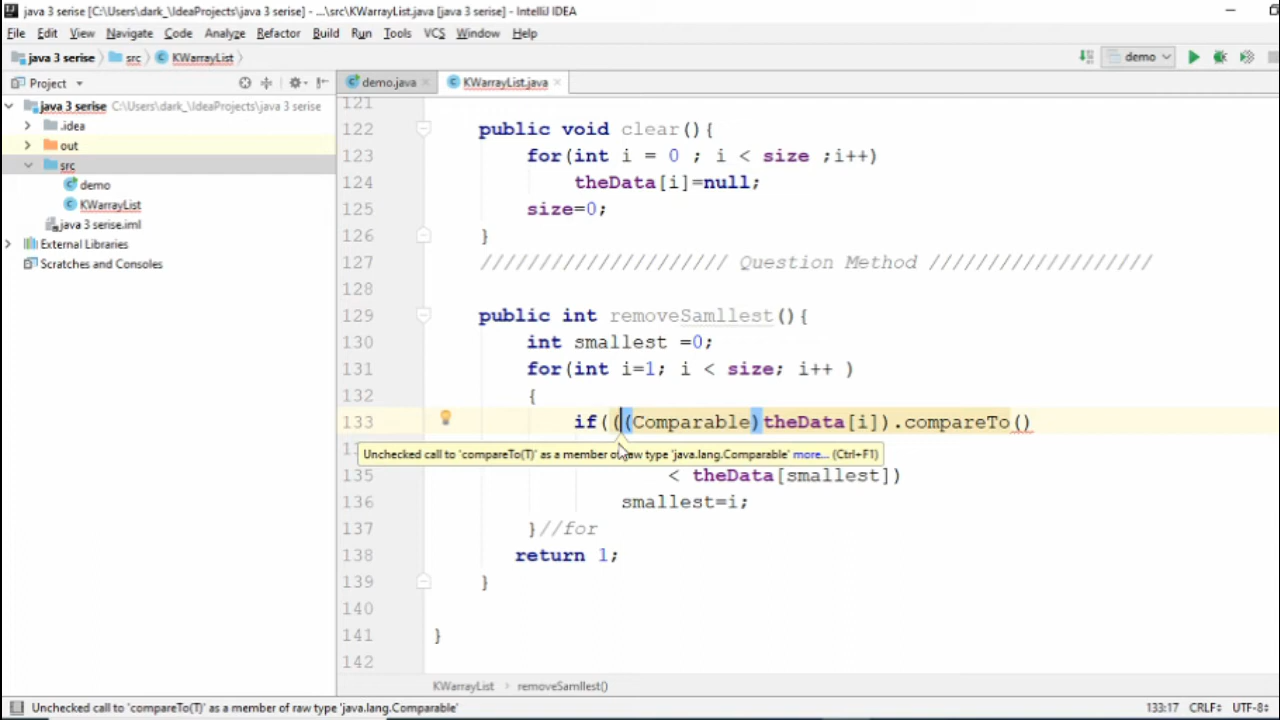 java 3 serise [C:\Users\dark_\IdeaProjects\java 3 serise] - ...\src\KWarrayList.java [java 3 serise] - IntelliJ IDEA
File Edit View Navigate Code Analyze Refactor Build Run Tools VCS Window Help
java 3 serise src KWarrayList demo
Project demo.java KWarrayList.java
java 3 serise C:\Users\dark_\IdeaProjects\java 3 serise
.idea
out
src
demo
KWarrayList
java 3 serise.iml
External Libraries
Scratches and Consoles
121
122 public void clear(){
123 for(int i = 0 ; i < size ;i++)
124 theData[i]=null;
125 size=0;
126 }
127 ///////////////////// Question Method ///////////////////
128
129 public int removeSamllest(){
130 int smallest =0;
131 for(int i=1; i < size; i++ )
132 {
133 if(((Comparable)theData[i]).compareTo()
Unchecked call to 'compareTo(T)' as a member of raw type 'java.lang.Comparable' more... (Ctrl+F1)
135 < theData[smallest])
136 smallest=i;
137 }//for
138 return 1;
139 }
140
141 }
142
KWarrayList removeSamllest()
Unchecked call to 'compareTo(T)' as a member of raw type 'java.lang.Comparable' 133:17 CRLF UTF-8